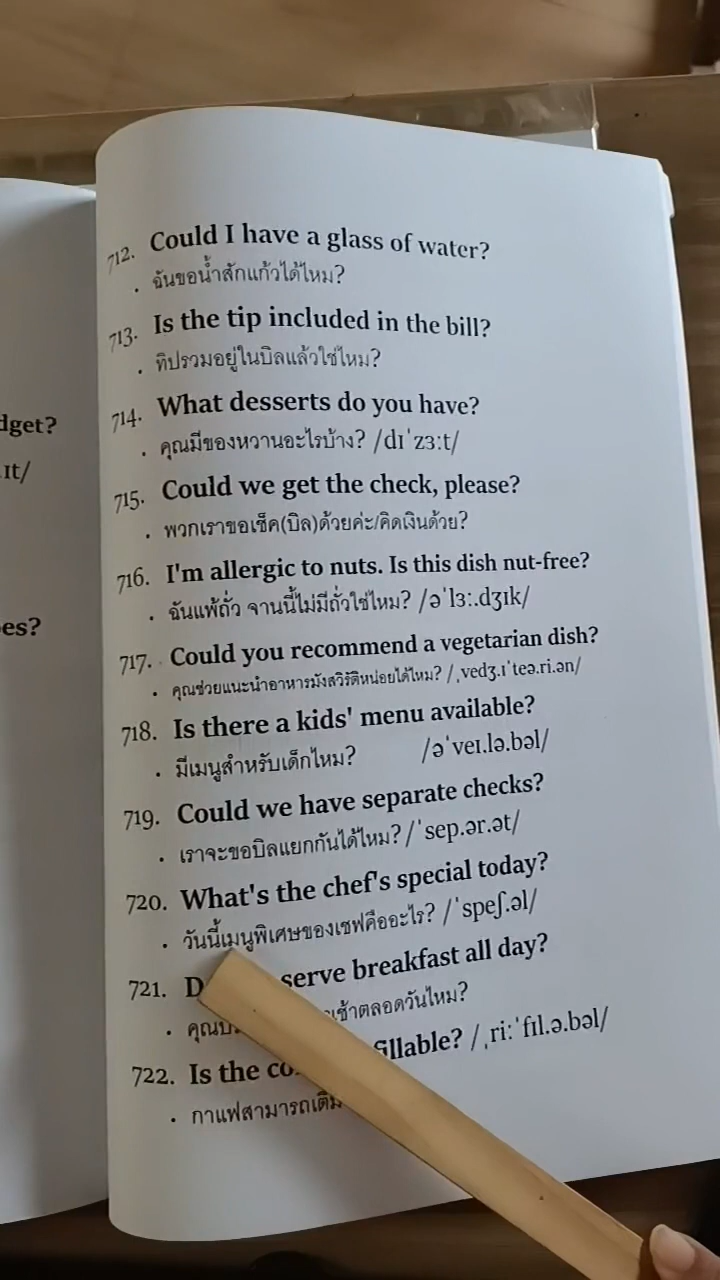 dget?
ɪt/
es?
712. Could I have a glass of water?
• ฉันขอน้ำสักแก้วได้ไหม?
713. Is the tip included in the bill?
• ทิปรวมอยู่ในบิลแล้วใช่ไหม?
714. What desserts do you have?
• คุณมีของหวานอะไรบ้าง? /dɪˈzɜːt/
715. Could we get the check, please?
• พวกเราขอเช็ค(บิล)ด้วยค่ะ/คิดเงินด้วย?
716. I'm allergic to nuts. Is this dish nut-free?
• ฉันแพ้ถั่ว จานนี้ไม่มีถั่วใช่ไหม? /əˈlɜː.dʒɪk/
717. Could you recommend a vegetarian dish?
• คุณช่วยแนะนำอาหารมังสวิรัติหน่อยได้ไหม? /ˌvedʒ.ɪˈteə.ri.ən/
718. Is there a kids' menu available?
• มีเมนูสำหรับเด็กไหม? /əˈveɪ.lə.bəl/
719. Could we have separate checks?
• เราจะขอบิลแยกกันได้ไหม? /ˈsep.ər.ət/
720. What's the chef's special today?
• วันนี้เมนูพิเศษของเชฟคืออะไร? /ˈspeʃ.əl/
721. D serve breakfast all day?
• คุณ เช้าตลอดวันไหม?
722. Is the co fillable? /ˌriːˈfɪl.ə.bəl/
• กาแฟสามารถเติม